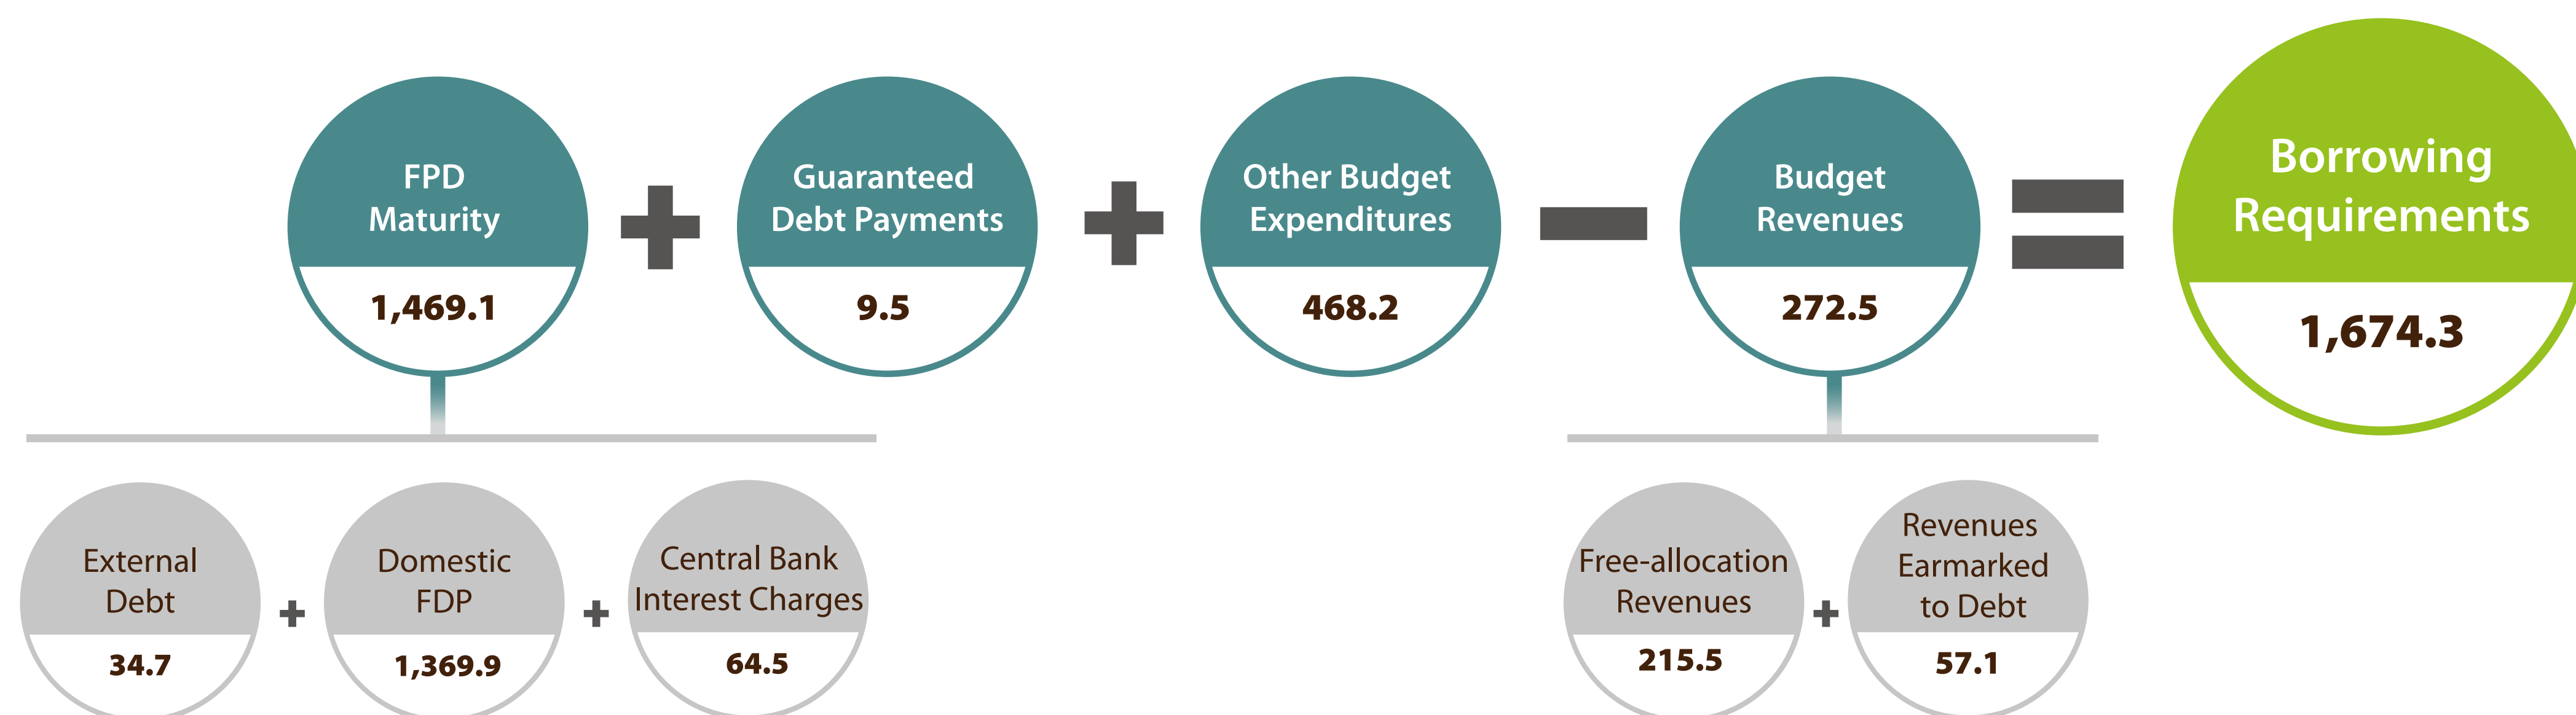 FPD
Maturity
1,469.1
Guaranteed
Debt Payments
9.5
Other Budget
Expenditures
468.2
Budget
Revenues
272.5
Borrowing
Requirements
1,674.3
External
Debt
34.7
Domestic
FDP
1,369.9
Central Bank
Interest Charges
64.5
Free-allocation
Revenues
215.5
Revenues
Earmarked
to Debt
57.1